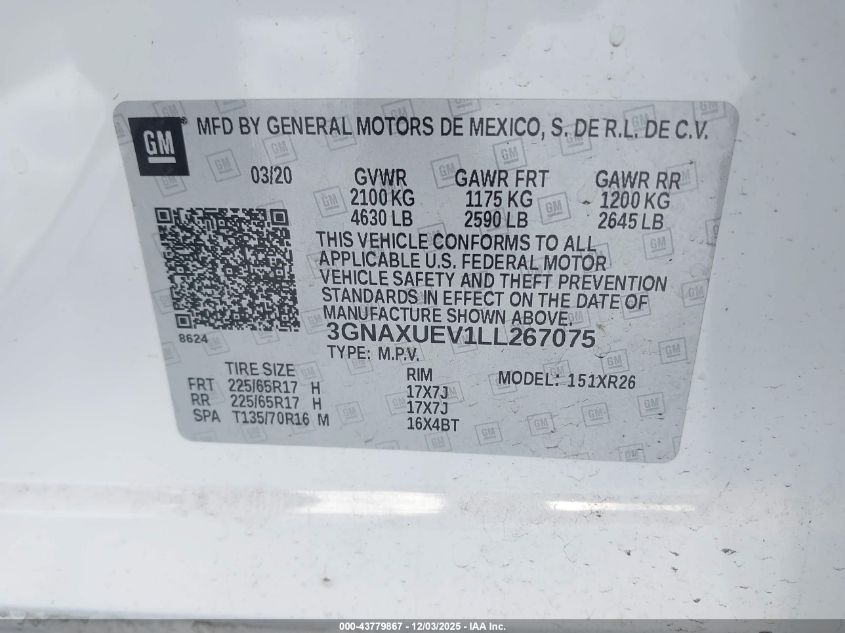 GM ® MFD BY GENERAL MOTORS DE MEXICO, S. DE R.L. DE C.V.
03/20 GVWR GAWR FRT GAWR RR
2100 KG 1175 KG 1200 KG
4630 LB 2590 LB 2645 LB
THIS VEHICLE CONFORMS TO ALL
APPLICABLE U.S. FEDERAL MOTOR
VEHICLE SAFETY AND THEFT PREVENTION
STANDARDS IN EFFECT ON THE DATE OF
MANUFACTURE SHOWN ABOVE.
8624 3GNAXUEV1LL267075
TYPE: M.P.V.
TIRE SIZE RIM MODEL: 151XR26
FRT 225/65R17 H 17X7J
RR 225/65R17 H 17X7J
SPA T135/70R16 M 16X4BT
000-43779867 - 12/03/2025 - IAA Inc.